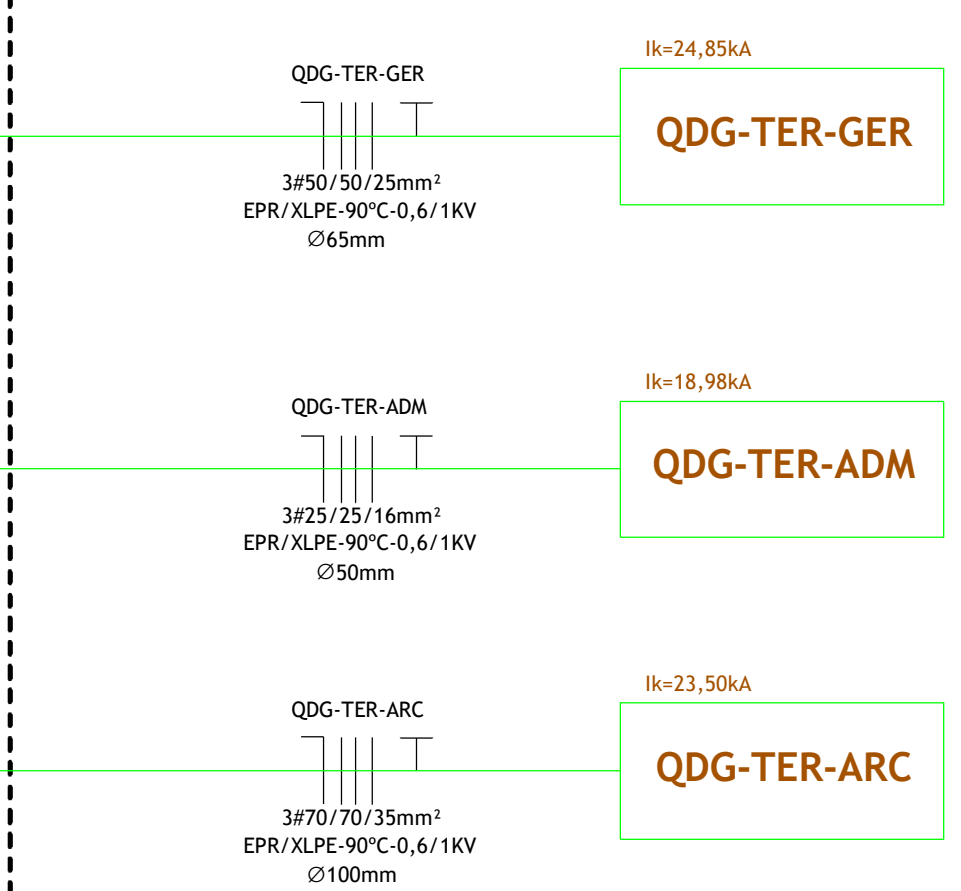 Ik=24,85kA
QDG-TER-GER
QDG-TER-GER
3#50/50/25mm²
EPR/XLPE-90ºC-0,6/1KV
∅65mm
Ik=18,98kA
QDG-TER-ADM
QDG-TER-ADM
3#25/25/16mm²
EPR/XLPE-90ºC-0,6/1KV
∅50mm
Ik=23,50kA
QDG-TER-ARC
QDG-TER-ARC
3#70/70/35mm²
EPR/XLPE-90ºC-0,6/1KV
∅100mm